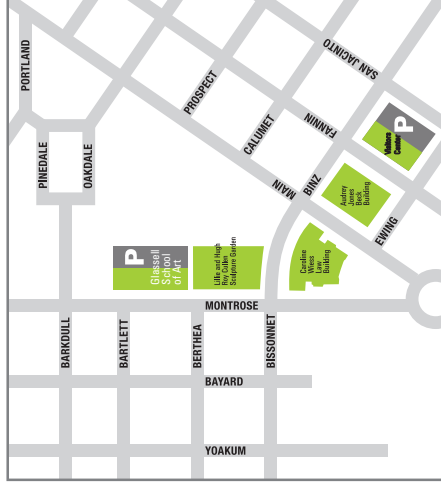 PORTLAND
SAN JACINTO
PROSPECT
CALUMET
FANNIN
P
Visitors
Center
PINEDALE
OAKDALE
MAIN
BINZ
Audrey
Jones
Beck
Building
EWING
P
Glassell
School
of Art
Lillie and Hugh
Roy Cullen
Sculpture Garden
Caroline
Wiess
Law
Building
MONTROSE
BARKDULL
BARTLETT
BERTHEA
BISSONNET
BAYARD
YOAKUM